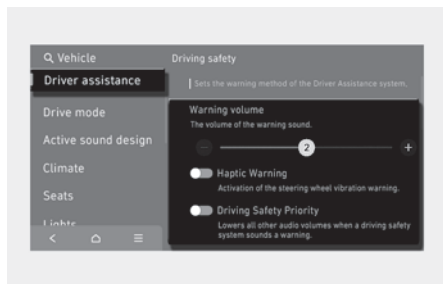 Vehicle
Driver assistance
Drive mode
Active sound design
Climate
Seats
Lights
Driving safety
Sets the warning method of the Driver Assistance system.
Warning volume
The volume of the warning sound.
2
Haptic Warning
Activation of the steering wheel vibration warning.
Driving Safety Priority
Lowers all other audio volumes when a driving safety
system sounds a warning.